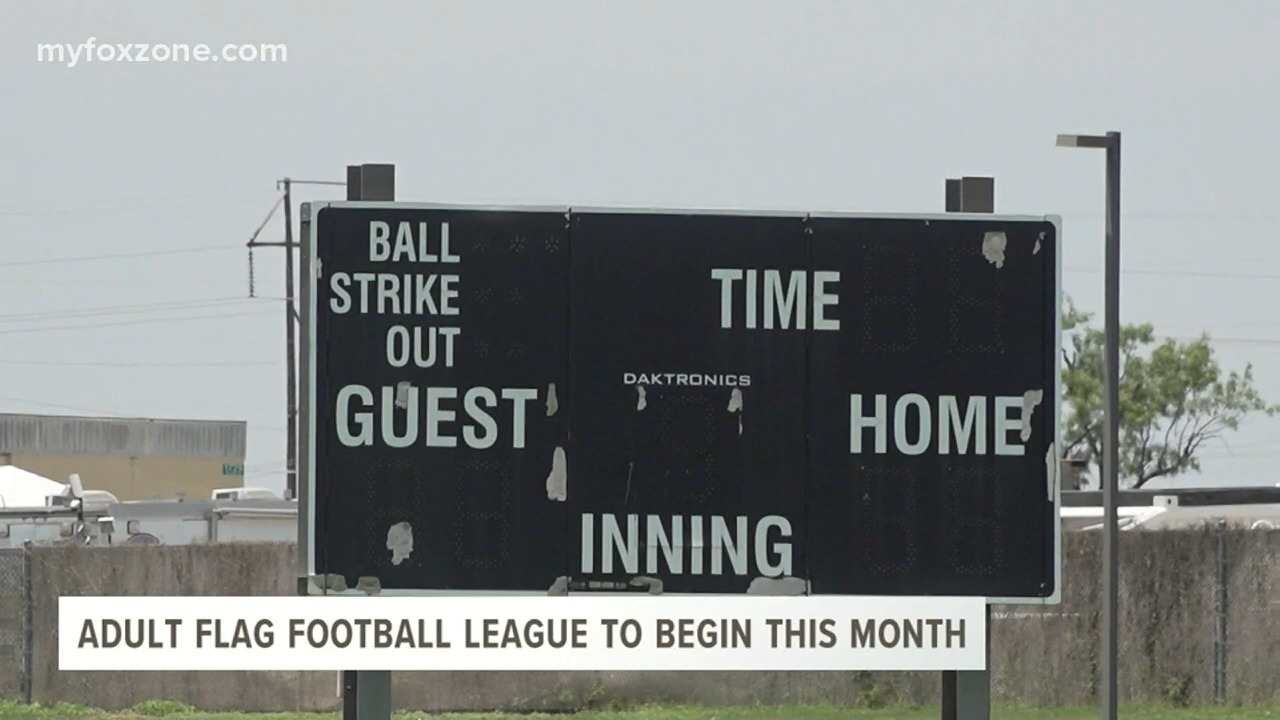 myfoxzone.com
BALL
STRIKE
OUT
TIME
DAKTRONICS
GUEST
HOME
INNING
ADULT FLAG FOOTBALL LEAGUE TO BEGIN THIS MONTH